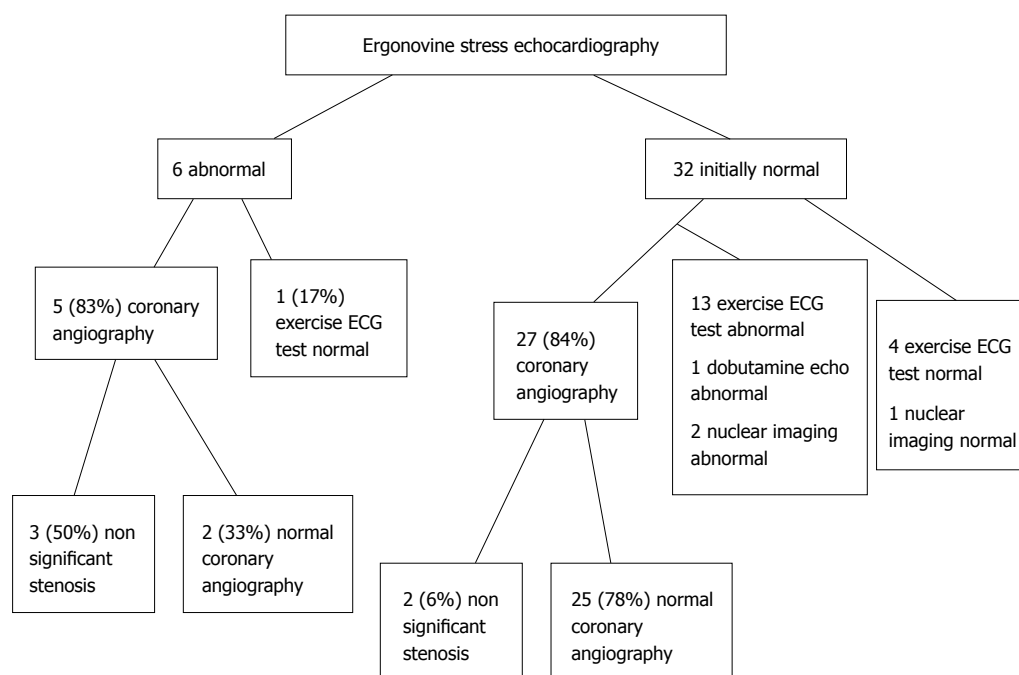 Ergonovine stress echocardiography
6 abnormal
32 initially normal
5 (83%) coronary
angiography
1 (17%)
exercise ECG
test normal
27 (84%)
coronary
angiography
13 exercise ECG
test abnormal
1 dobutamine echo
abnormal
2 nuclear imaging
abnormal
4 exercise ECG
test normal
1 nuclear
imaging normal
3 (50%) non
significant
stenosis
2 (33%) normal
coronary
angiography
2 (6%) non
significant
stenosis
25 (78%) normal
coronary
angiography